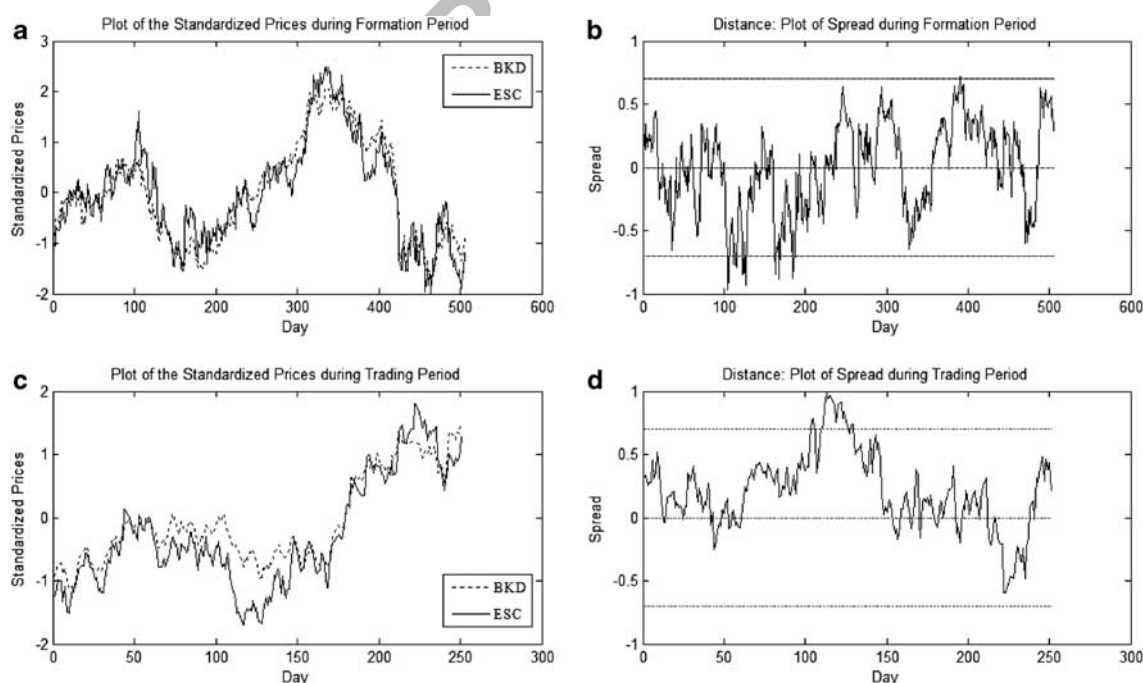 a
Plot of the Standardized Prices during Formation Period
3
2
1
0
-1
-2
Standardized Prices
BKD
ESC
0 100 200 300 400 500 600
Day
b
Distance: Plot of Spread during Formation Period
1
0.5
0
-0.5
-1
Spread
0 100 200 300 400 500 600
Day
c
Plot of the Standardized Prices during Trading Period
2
1
0
-1
-2
Standardized Prices
BKD
ESC
0 50 100 150 200 250 300
Day
d
Distance: Plot of Spread during Trading Period
1
0.5
0
-0.5
-1
Spread
0 50 100 150 200 250 300
Day